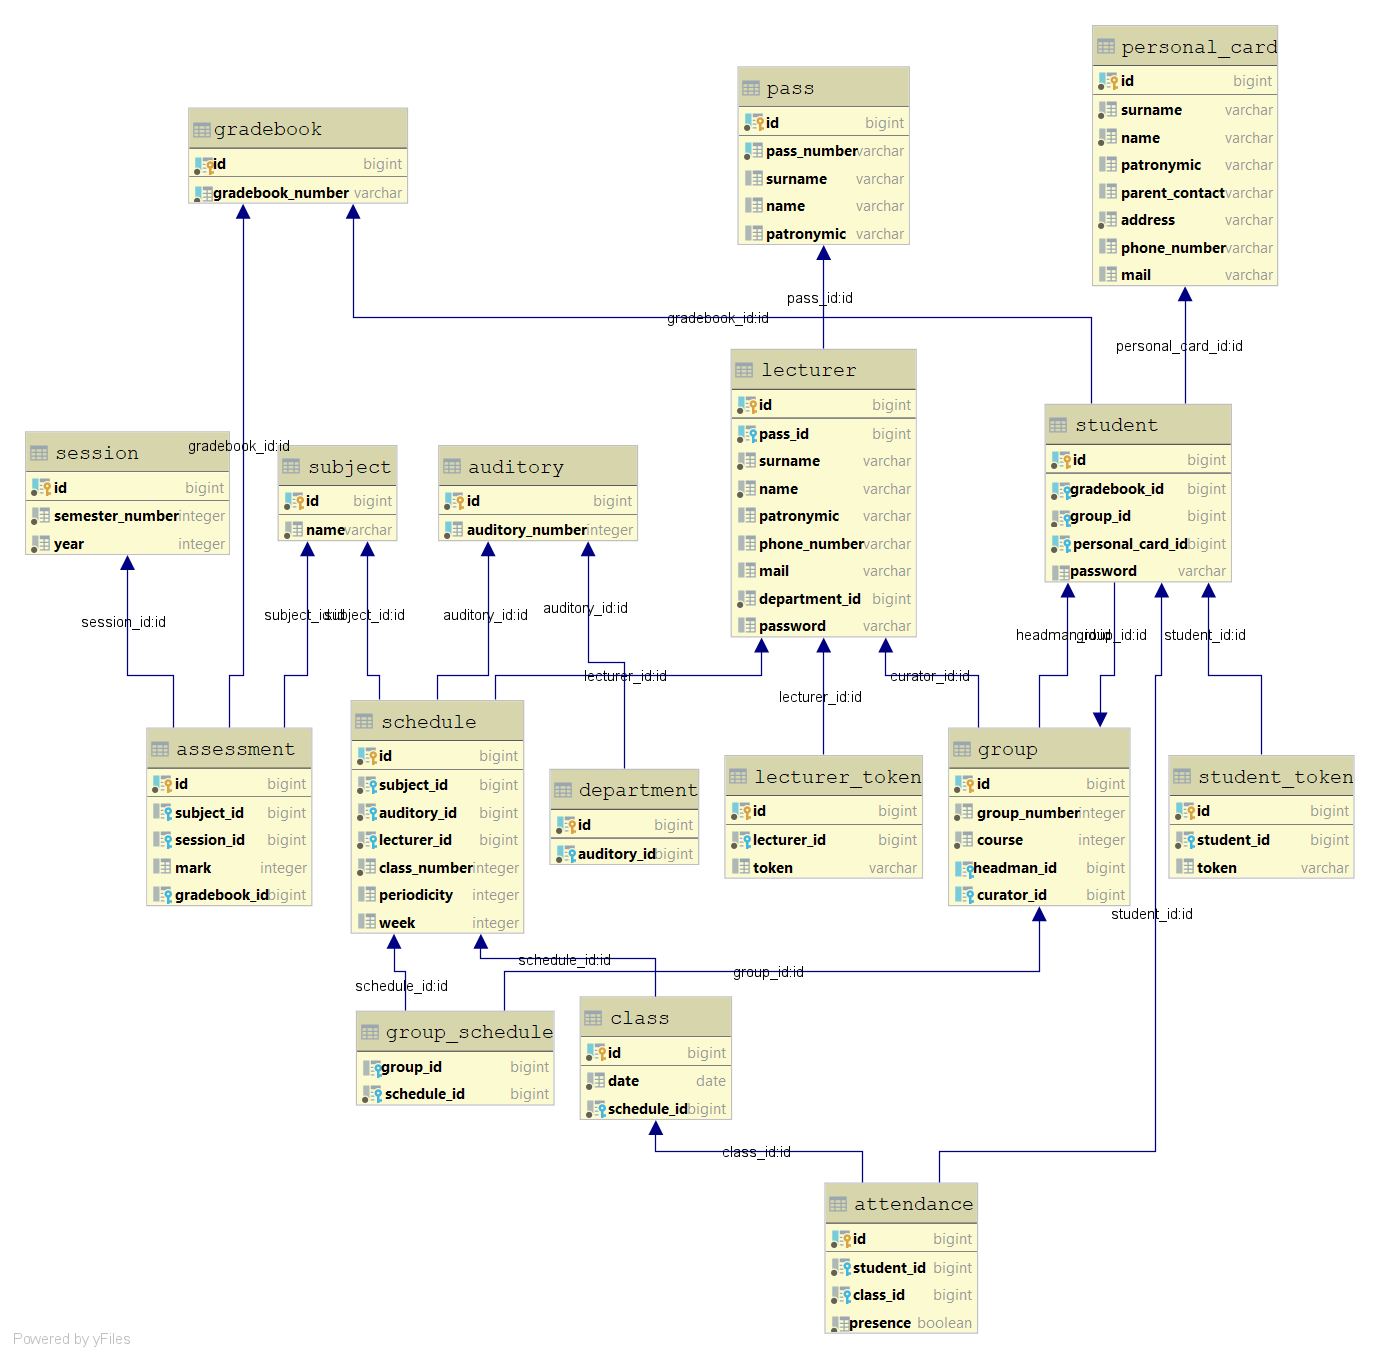 personal_card
id bigint
surname varchar
name varchar
patronymic varchar
parent_contact varchar
address varchar
phone_number varchar
mail varchar
pass
id bigint
pass_number varchar
surname varchar
name varchar
patronymic varchar
gradebook
id bigint
gradebook_number varchar
pass_id:id
gradebook_id:id
personal_card_id:id
lecturer
id bigint
pass_id bigint
surname varchar
name varchar
patronymic varchar
phone_number varchar
mail varchar
department_id bigint
password varchar
student
id bigint
gradebook_id bigint
group_id bigint
personal_card_id bigint
password varchar
gradebook_id:id
session
id bigint
semester_number integer
year integer
subject
id bigint
name varchar
auditory
id bigint
auditory_number integer
session_id:id
subject_id:id
subject_id:id
auditory_id:id
auditory_id:id
headman_id:id
group_id:id
student_id:id
lecturer_id:id
lecturer_id:id
curator_id:id
assessment
id bigint
subject_id bigint
session_id bigint
mark integer
gradebook_id bigint
schedule
id bigint
subject_id bigint
auditory_id bigint
lecturer_id bigint
class_number integer
periodicity integer
week integer
department
id bigint
auditory_id bigint
lecturer_token
id bigint
lecturer_id bigint
token varchar
group
id bigint
group_number integer
course integer
headman_id bigint
curator_id bigint
student_token
id bigint
student_id bigint
token varchar
student_id:id
schedule_id:id
schedule_id:id
group_id:id
group_schedule
group_id bigint
schedule_id bigint
class
id bigint
date date
schedule_id bigint
class_id:id
attendance
id bigint
student_id bigint
class_id bigint
presence boolean
Powered by yFiles